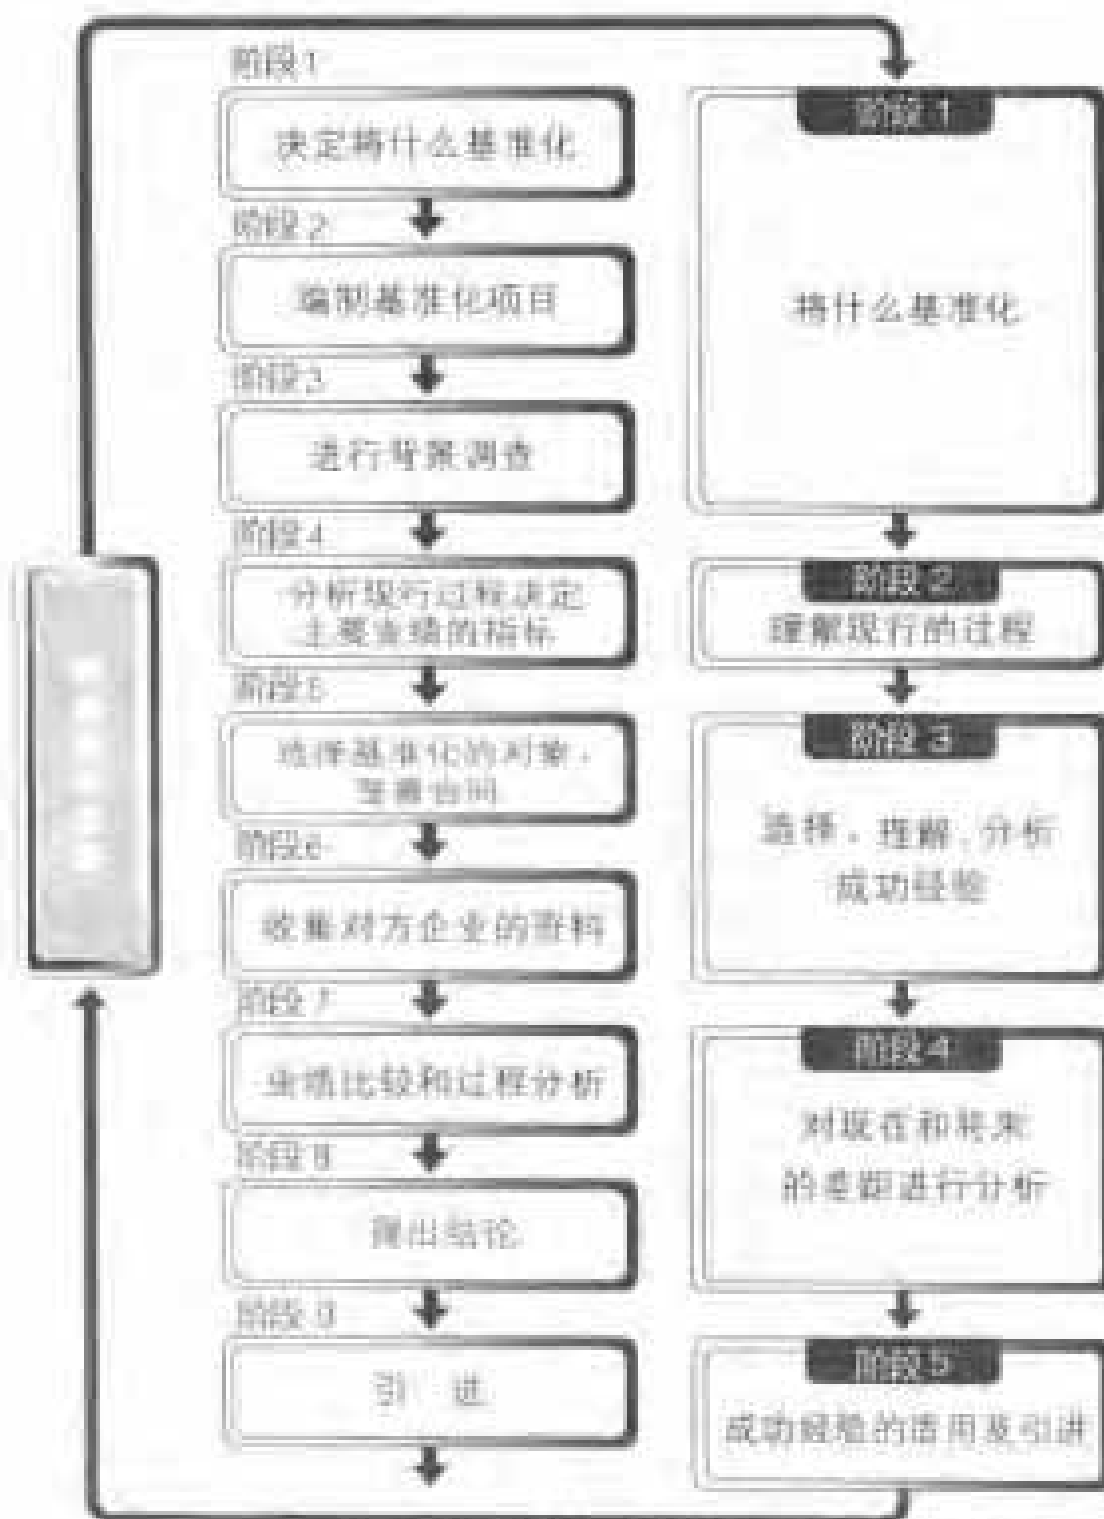 阶段1
决定将什么基准化
阶段2
编制基准化项目
阶段3
进行背景调查
阶段4
分析现行过程决定
主要业绩的指标
阶段5
选择基准化的对象，
签署合同
阶段6
收集对方企业的资料
阶段7
业绩比较和过程分析
阶段8
得出结论
阶段9
引 进
阶段 1
将什么基准化
阶段 2
理解现行的过程
阶段 3
选择、理解、分析
成功经验
阶段 4
对现在和将来
的差距进行分析
阶段 5
成功经验的适用及引进